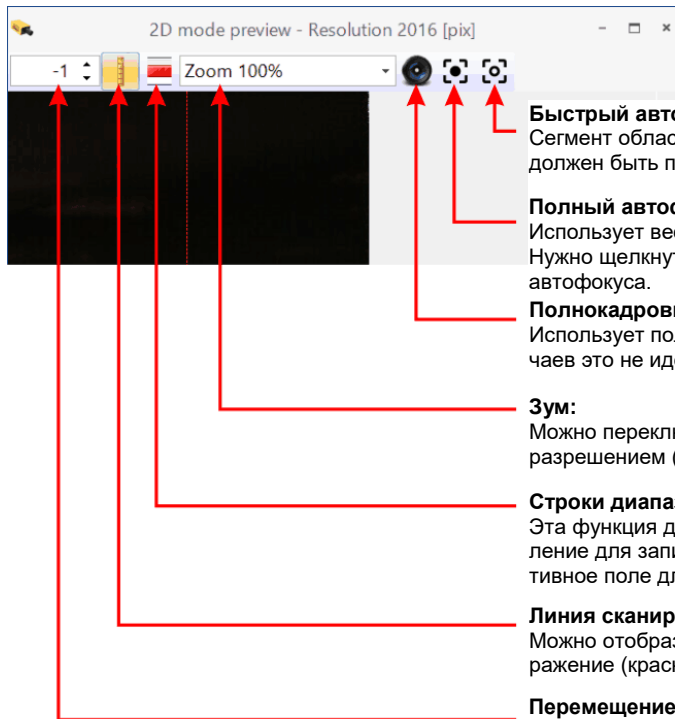 2D mode preview - Resolution 2016 [pix]
-1
Zoom 100%
Быстрый авто
Сегмент облас
должен быть п
Полный авто
Использует ве
Нужно щелкну
автофокуса.
Полнокадров
Использует по
чаев это не ид
Зум:
Можно перекл
разрешением (
Строки диапа
Эта функция д
ление для запи
тивное поле дл
Линия сканир
Можно отобра
ражение (крас
Перемещение